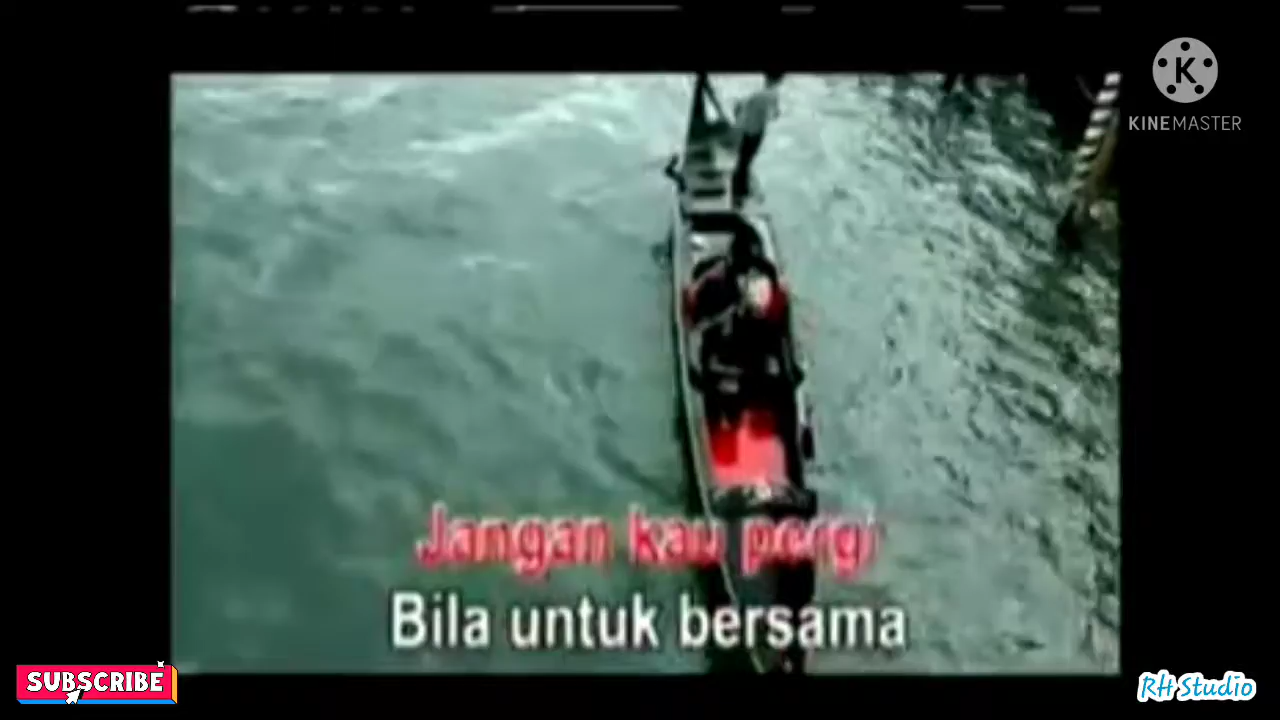 KINEMASTER
Jangan kau pergi
Bila untuk bersama
SUBSCRIBE
RH Studio